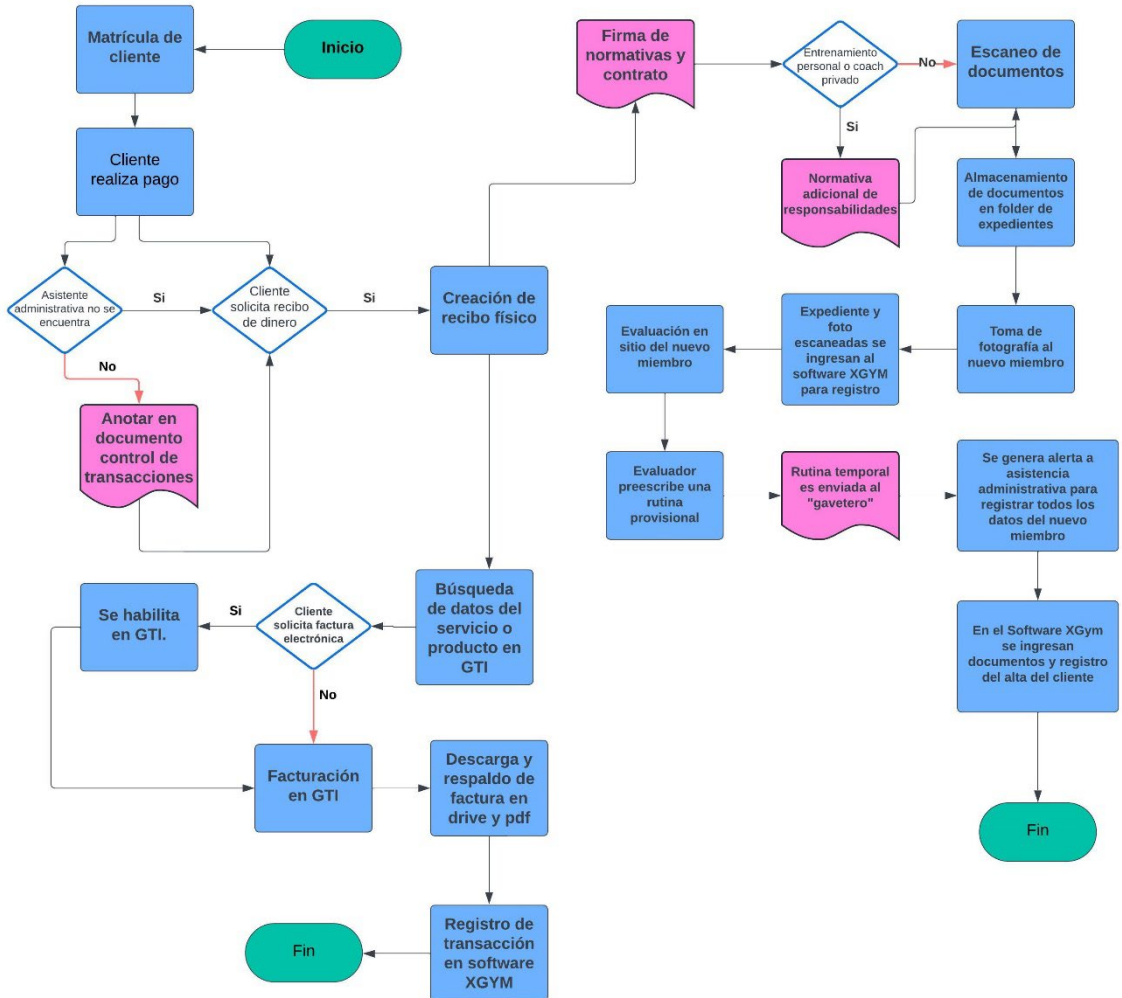 Matrícula de
cliente
Inicio
Cliente
realiza pago
Asistente
administrativa no se
encuentra
Si
Cliente
solicita recibo
de dinero
Si
No
Anotar en
documento
control de
transacciones
Creación de
recibo físico
Firma de
normativas y
contrato
Entrenamiento
personal o coach
privado
No
Escaneo de
documentos
Si
Normativa
adicional de
responsabilidades
Almacenamiento
de documentos
en folder de
expedientes
Toma de
fotografía al
nuevo miembro
Expediente y
foto
escaneadas se
ingresan al
software XGYM
para registro
Evaluación en
sitio del nuevo
miembro
Evaluador
preescribe una
rutina
provisional
Rutina temporal
es enviada al
"gavetero"
Se genera alerta a
asistencia
administrativa para
registrar todos los
datos del nuevo
miembro
En el Software XGym
se ingresan
documentos y registro
del alta del cliente
Fin
Búsqueda
de datos del
servicio o
producto en
GTI
Cliente
solicita factura
electrónica
Si
Se habilita
en GTI.
No
Facturación
en GTI
Descarga y
respaldo de
factura en
drive y pdf
Registro de
transacción
en software
XGYM
Fin